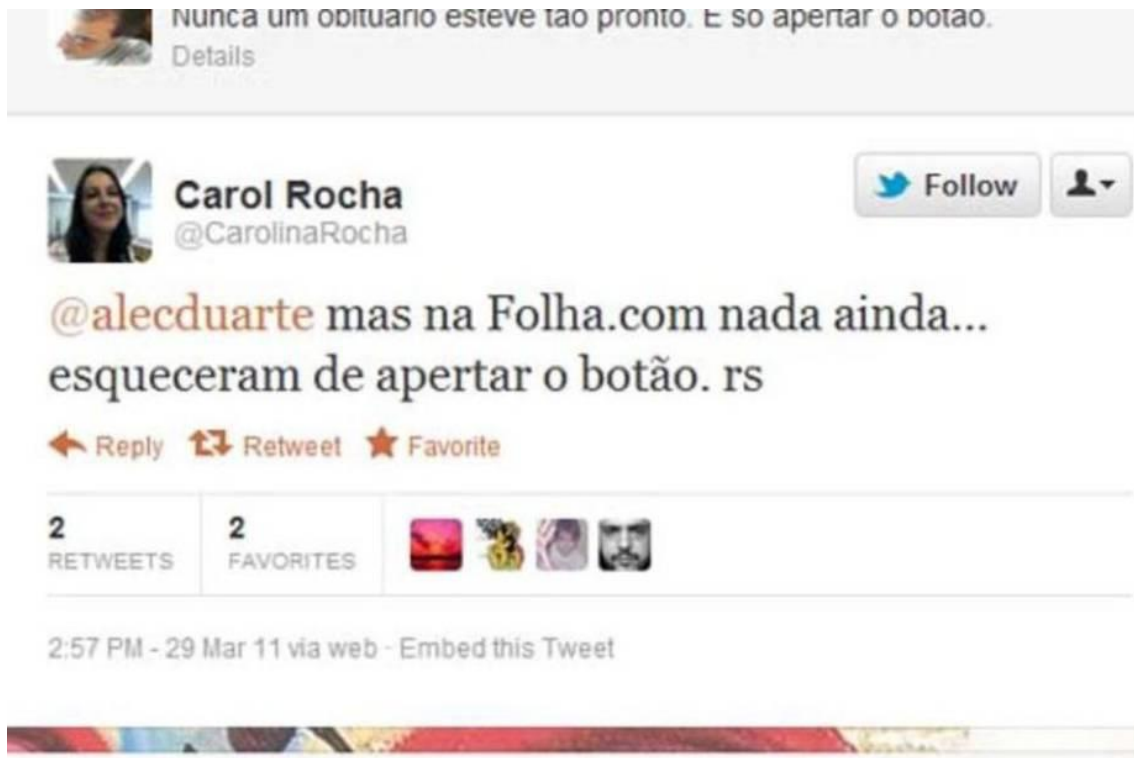 Nunca um obituário esteve tão pronto. É só apertar o botão.
Details
Carol Rocha
@CarolinaRocha
Follow
@alecduarte mas na Folha.com nada ainda...
esqueceram de apertar o botão. rs
Reply Retweet Favorite
2 2
RETWEETS FAVORITES
2:57 PM - 29 Mar 11 via web · Embed this Tweet